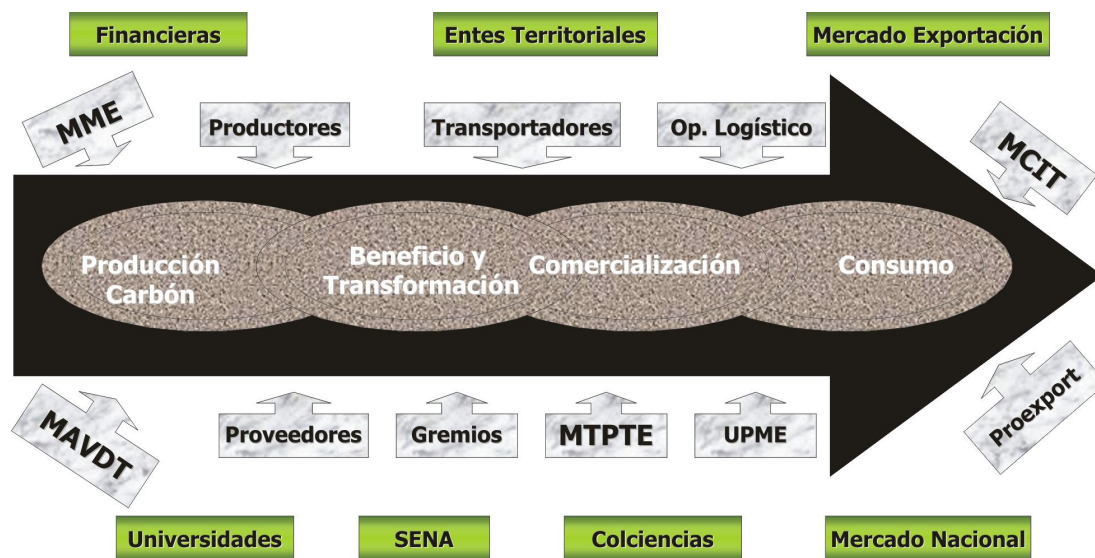 Financieras
Entes Territoriales
Mercado Exportación
MME
Productores
Transportadores
Op. Logístico
MCIT
Producción
Carbón
Beneficio y
Transformación
Comercialización
Consumo
MAVDT
Proveedores
Gremios
MTPTE
UPME
Proexport
Universidades
SENA
Colciencias
Mercado Nacional